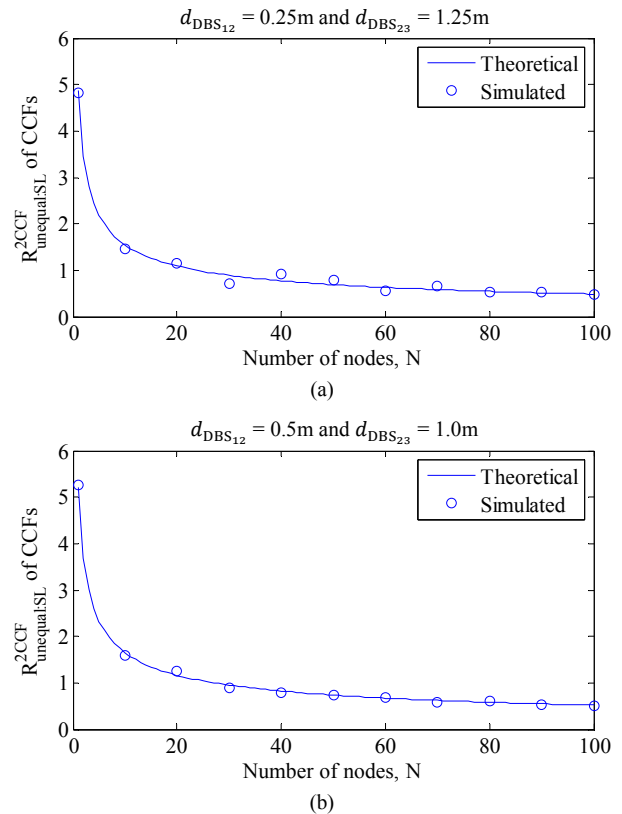 d_DBS₁₂ = 0.25m and d_DBS₂₃ = 1.25m
6
5
4
3
2
1
0
R^2CCF_unequal:SL of CCFs
Theoretical
Simulated
0 20 40 60 80 100
Number of nodes, N
(a)
d_DBS₁₂ = 0.5m and d_DBS₂₃ = 1.0m
6
5
4
3
2
1
0
R^2CCF_unequal:SL of CCFs
Theoretical
Simulated
0 20 40 60 80 100
Number of nodes, N
(b)